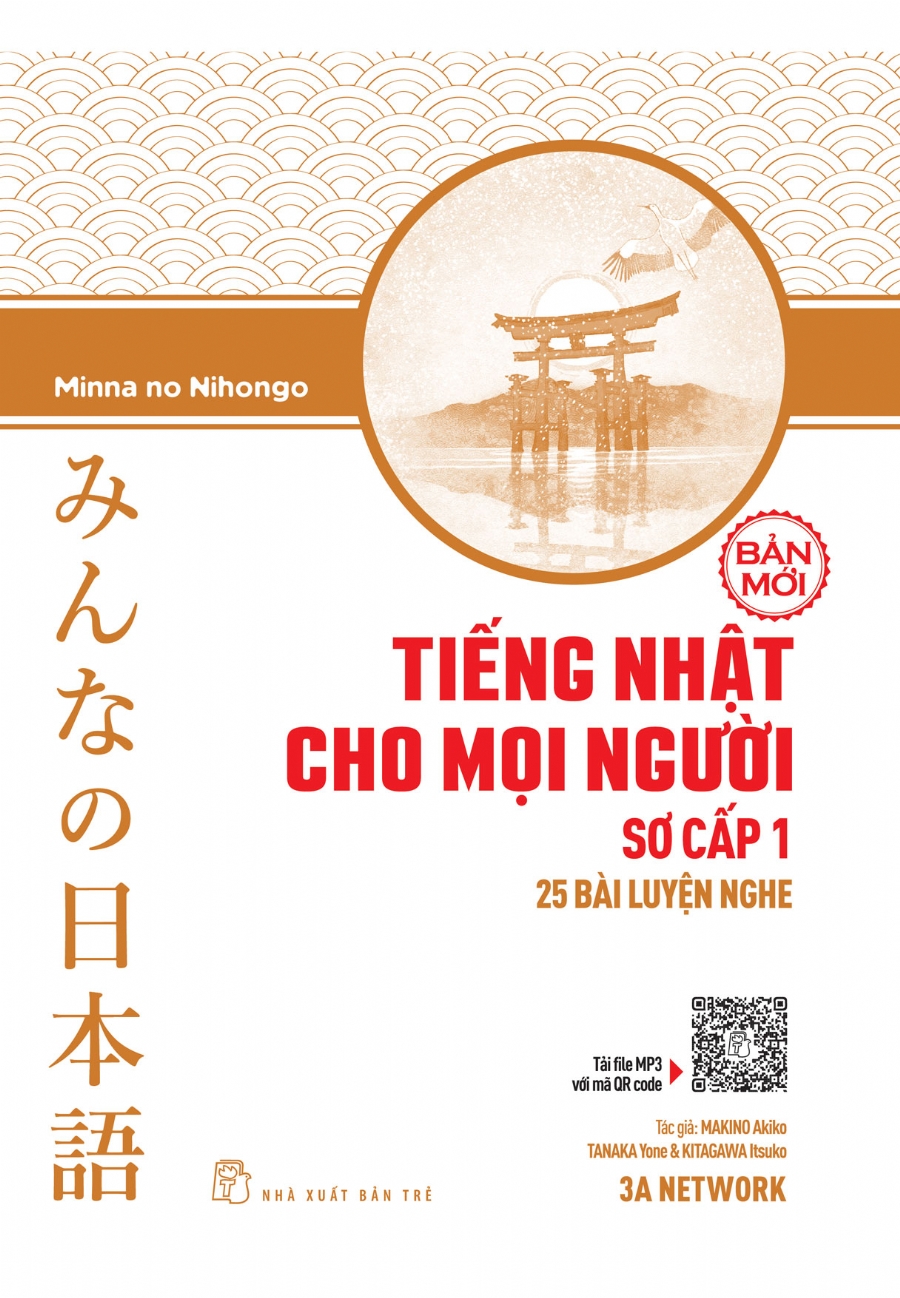 Minna no Nihongo
みんなの日本語
BẢN
MỚI
TIẾNG NHẬT
CHO MỌI NGƯỜI
SƠ CẤP 1
25 BÀI LUYỆN NGHE
Tải file MP3
với mã QR code
Tác giả: MAKINO Akiko
TANAKA Yone & KITAGAWA Itsuko
3A NETWORK
T
NHÀ XUẤT BẢN TRẺ